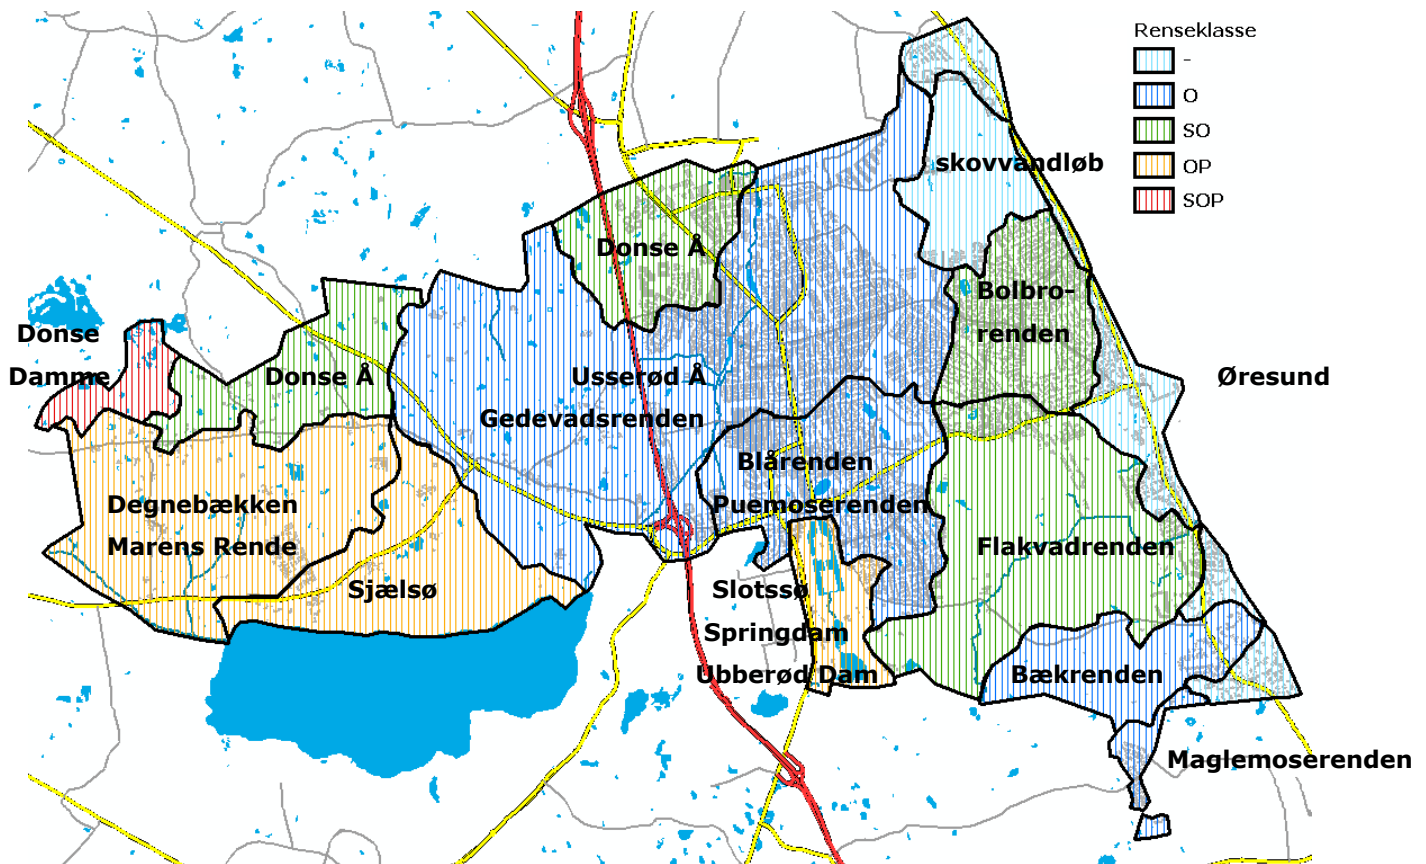 Renseklasse
-
O
SO
OP
SOP
skovvandløb
Donse Å
Bolbro-
renden
Donse
Damme
Donse Å
Usserød Å
Gedevadsrenden
Øresund
Blårenden
Puemoserenden
Degnebækken
Marens Rende
Flakvadrenden
Sjælsø
Slotssø
Springdam
Ubberød Dam
Bækrenden
Maglemoserenden